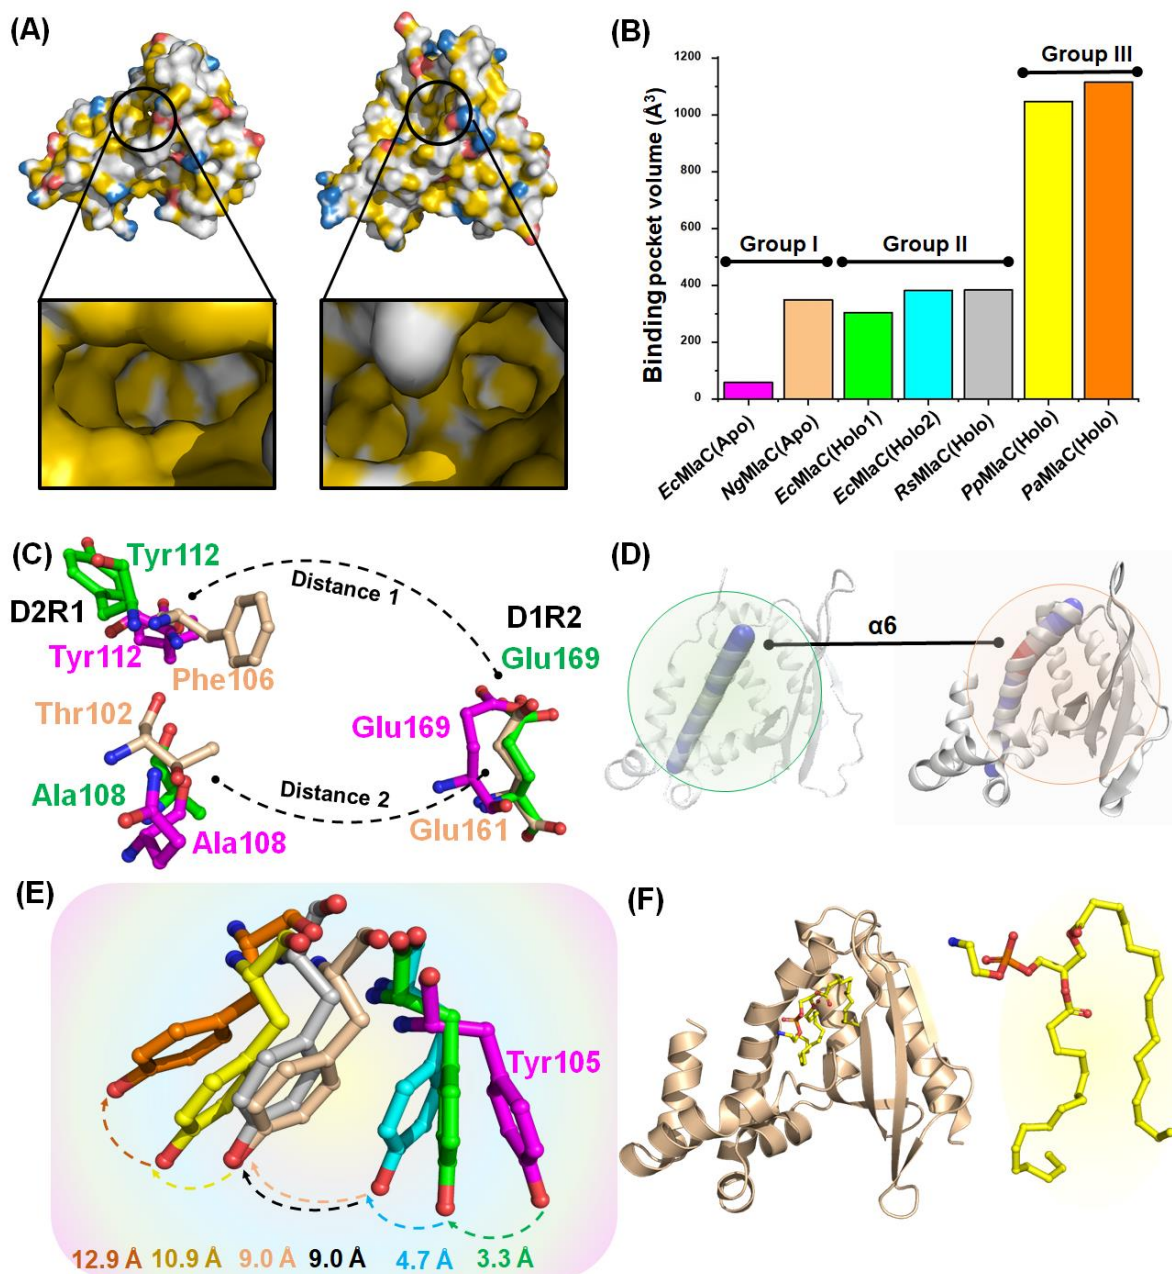 (A)
(B)
Group III
Group I
Group II
Binding pocket volume (Å³)
1200
1000
800
600
400
200
0
EcMlaC(Apo)
NgMlaC(Apo)
EcMlaC(Holo1)
EcMlaC(Holo2)
RsMlaC(Holo)
PpMlaC(Holo)
PaMlaC(Holo)
(C)
Tyr112
D2R1
Distance 1
D1R2
Glu169
Tyr112
Phe106
Thr102
Glu169
Ala108
Distance 2
Ala108
Glu161
(D)
α6
(E)
Tyr105
12.9 Å 10.9 Å 9.0 Å 9.0 Å 4.7 Å 3.3 Å
(F)